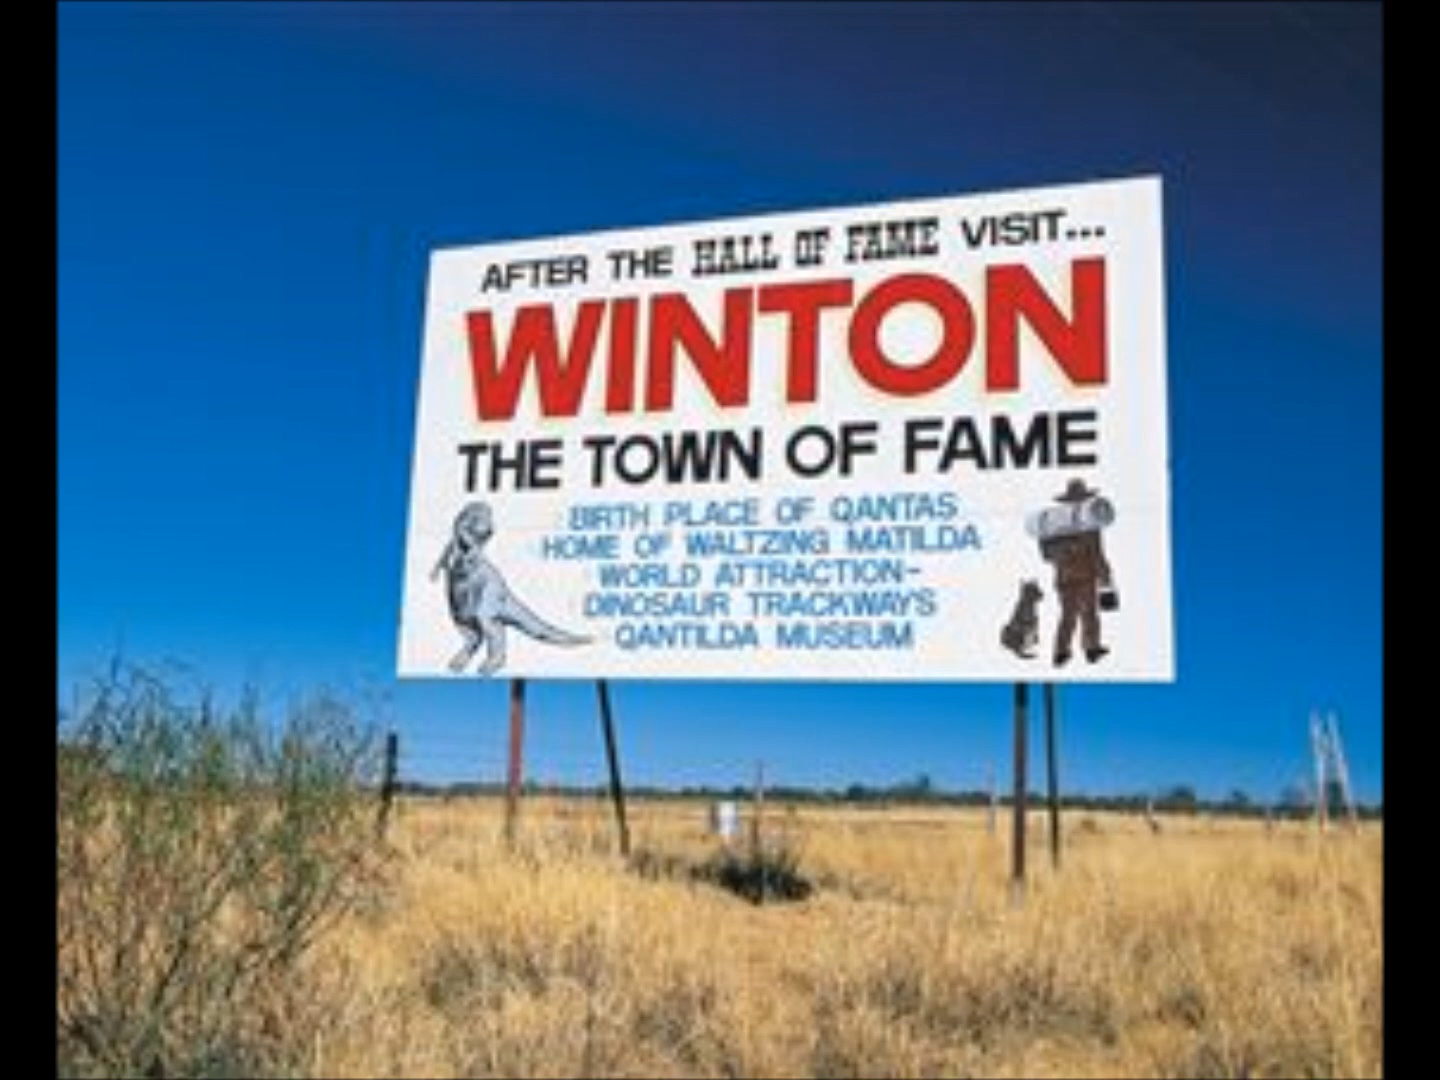 AFTER THE HALL OF FAME VISIT...
WINTON
THE TOWN OF FAME
BIRTH PLACE OF QANTAS
HOME OF WALTZING MATILDA
WORLD ATTRACTION-
DINOSAUR TRACKWAYS
QANTILDA MUSEUM